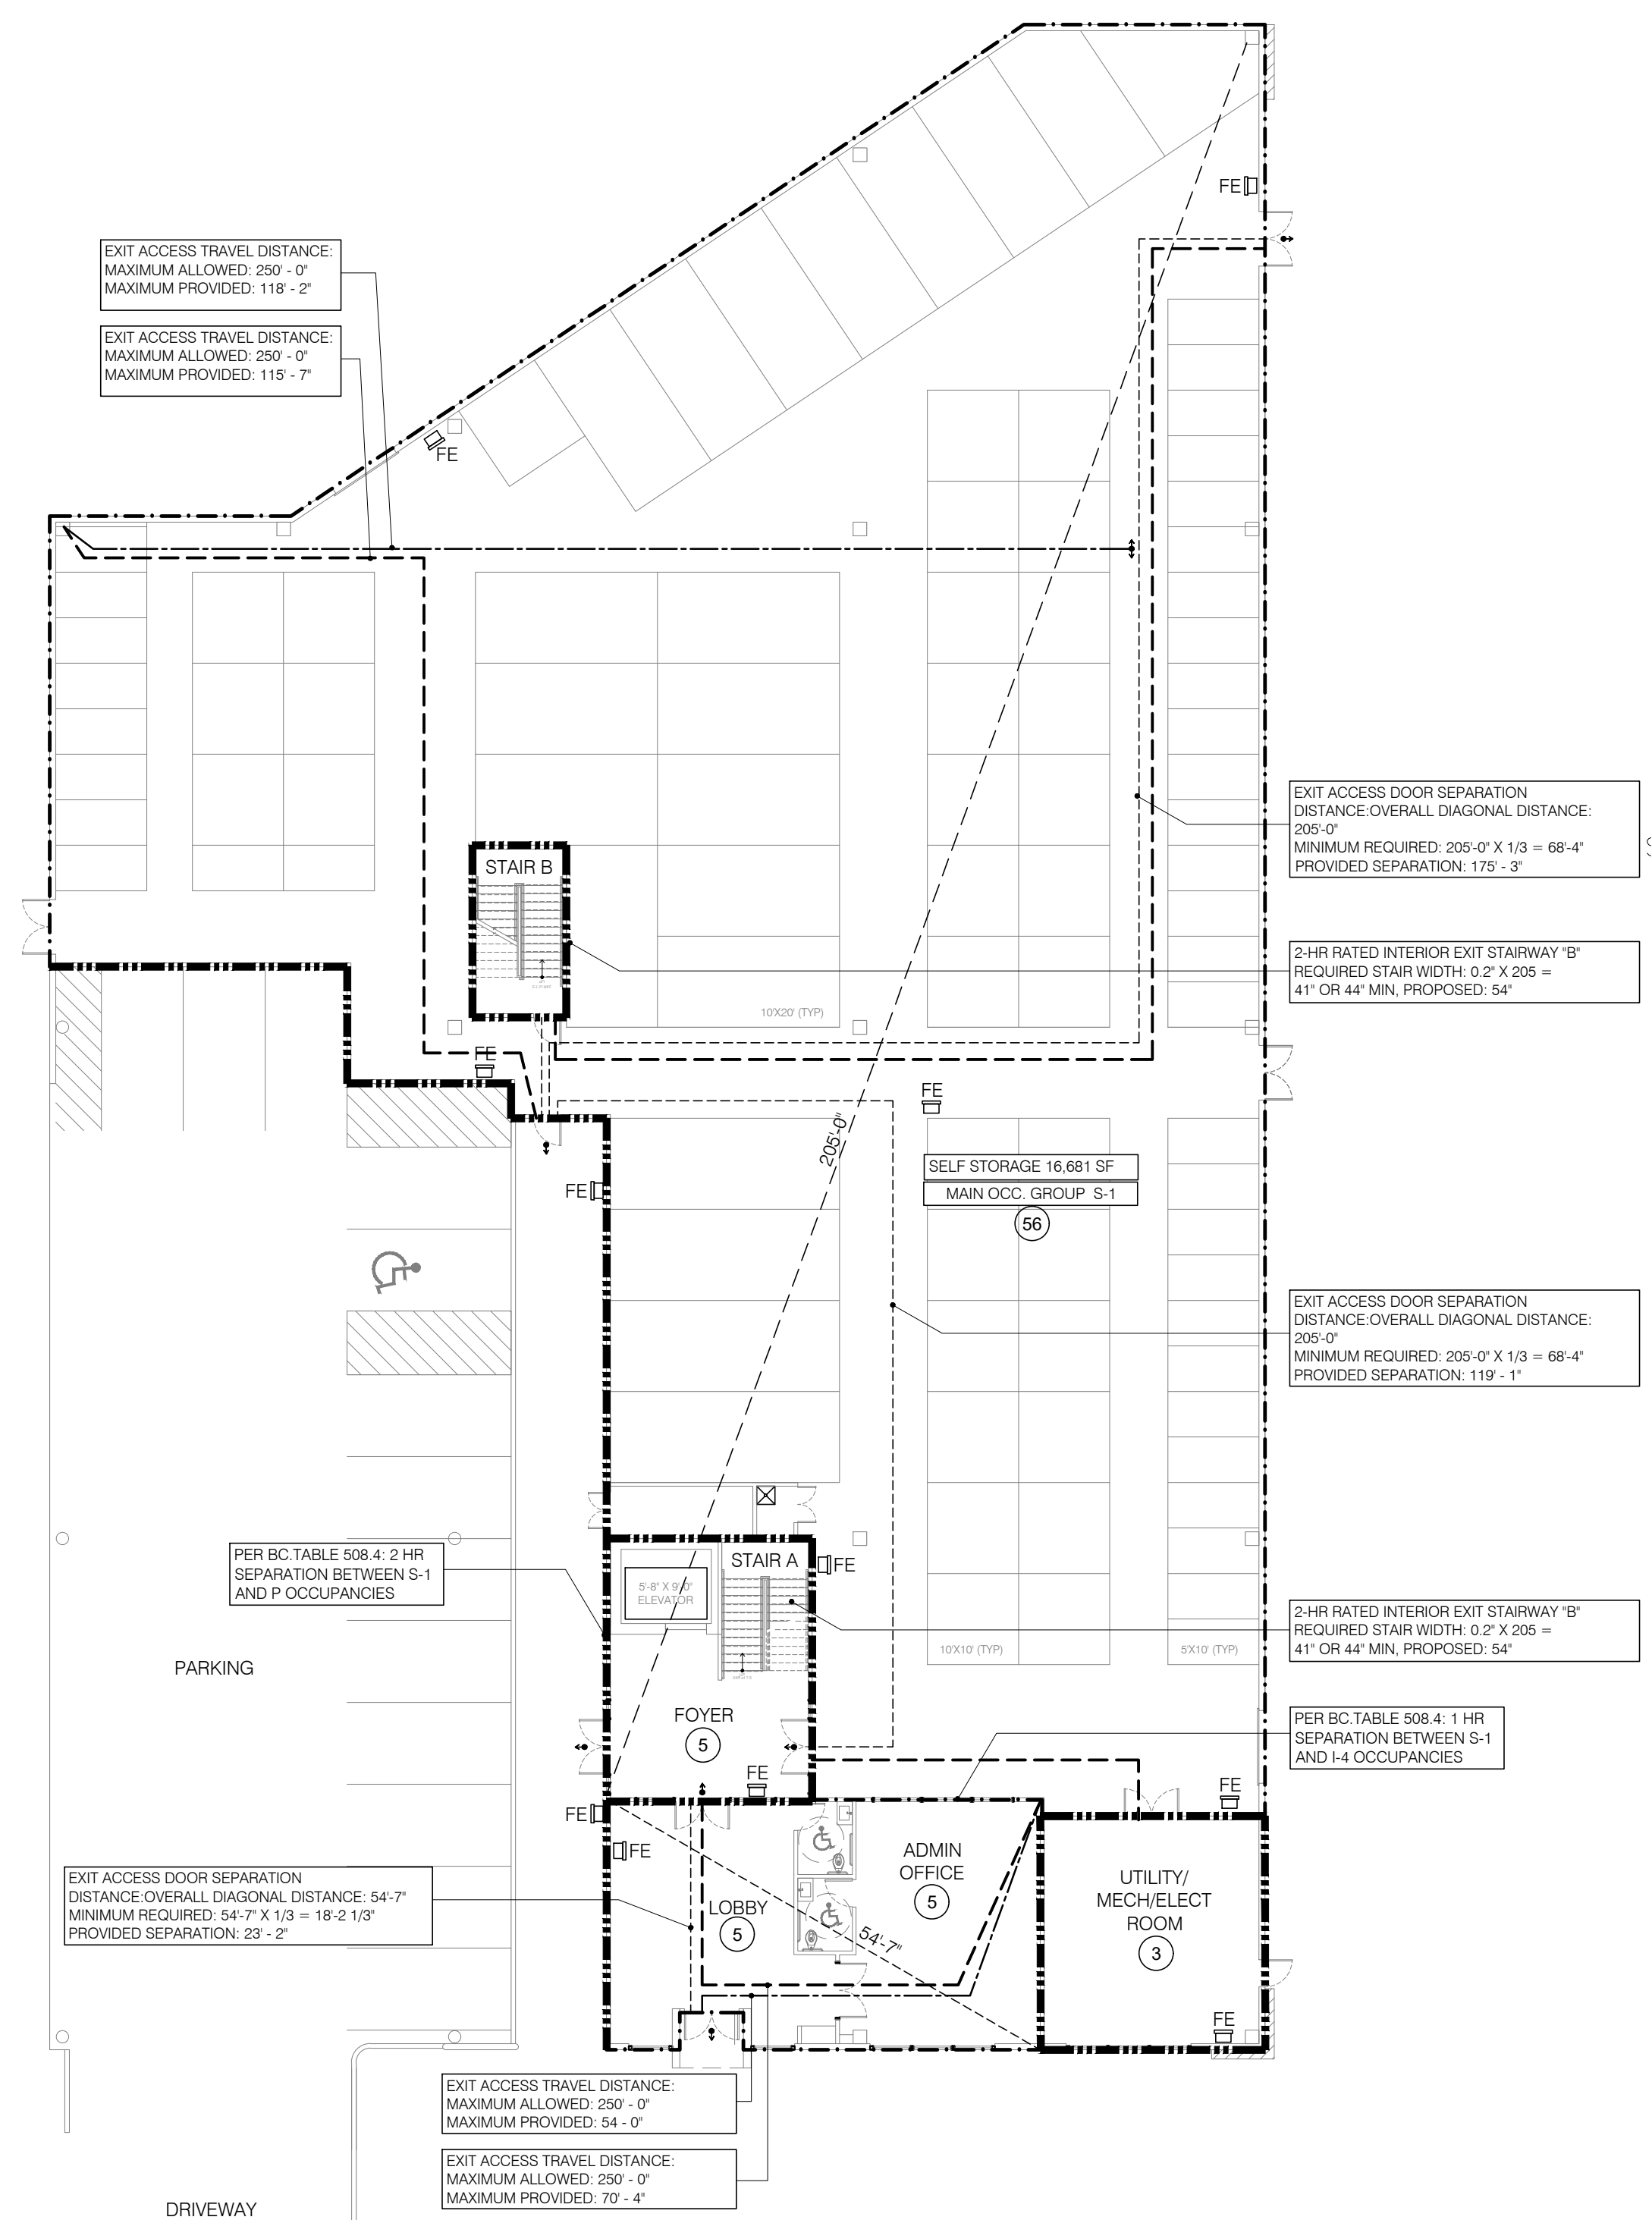 FE
EXIT ACCESS TRAVEL DISTANCE:
MAXIMUM ALLOWED: 250' - 0"
MAXIMUM PROVIDED: 118' - 2"
EXIT ACCESS TRAVEL DISTANCE:
MAXIMUM ALLOWED: 250' - 0"
MAXIMUM PROVIDED: 115' - 7"
FE
EXIT ACCESS DOOR SEPARATION
DISTANCE:OVERALL DIAGONAL DISTANCE:
205'-0"
MINIMUM REQUIRED: 205'-0" X 1/3 = 68'-4"
PROVIDED SEPARATION: 175' - 3"
STAIR B
2-HR RATED INTERIOR EXIT STAIRWAY "B"
REQUIRED STAIR WIDTH: 0.2" X 205 =
41" OR 44" MIN, PROPOSED: 54"
10'X20' (TYP)
FE
FE
205'-0"
SELF STORAGE 16,681 SF
MAIN OCC. GROUP S-1
56
FE
EXIT ACCESS DOOR SEPARATION
DISTANCE:OVERALL DIAGONAL DISTANCE:
205'-0"
MINIMUM REQUIRED: 205'-0" X 1/3 = 68'-4"
PROVIDED SEPARATION: 119' - 1"
PER BC.TABLE 508.4: 2 HR
SEPARATION BETWEEN S-1
AND P OCCUPANCIES
STAIR A
FE
5'-8" X 9'-0"
ELEVATOR
2-HR RATED INTERIOR EXIT STAIRWAY "B"
REQUIRED STAIR WIDTH: 0.2" X 205 =
41" OR 44" MIN, PROPOSED: 54"
10'X10' (TYP)
5'X10' (TYP)
PARKING
FOYER
5
PER BC.TABLE 508.4: 1 HR
SEPARATION BETWEEN S-1
AND I-4 OCCUPANCIES
FE
FE
FE
FE
ADMIN
OFFICE
5
UTILITY/
MECH/ELECT
ROOM
3
EXIT ACCESS DOOR SEPARATION
DISTANCE:OVERALL DIAGONAL DISTANCE: 54'-7"
MINIMUM REQUIRED: 54'-7" X 1/3 = 18'-2 1/3"
PROVIDED SEPARATION: 23' - 2"
LOBBY
5
54'-7"
FE
EXIT ACCESS TRAVEL DISTANCE:
MAXIMUM ALLOWED: 250' - 0"
MAXIMUM PROVIDED: 54 - 0"
EXIT ACCESS TRAVEL DISTANCE:
MAXIMUM ALLOWED: 250' - 0"
MAXIMUM PROVIDED: 70' - 4"
DRIVEWAY